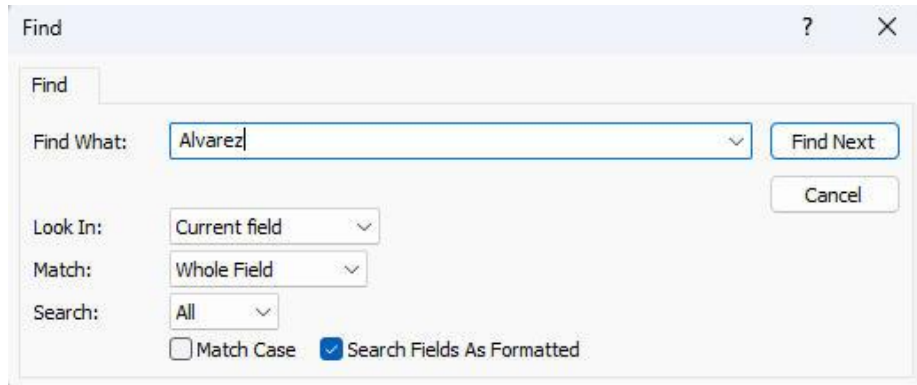 Find ?
Find
Find What: Alvarez Find Next
Cancel
Look In: Current field
Match: Whole Field
Search: All
Match Case Search Fields As Formatted